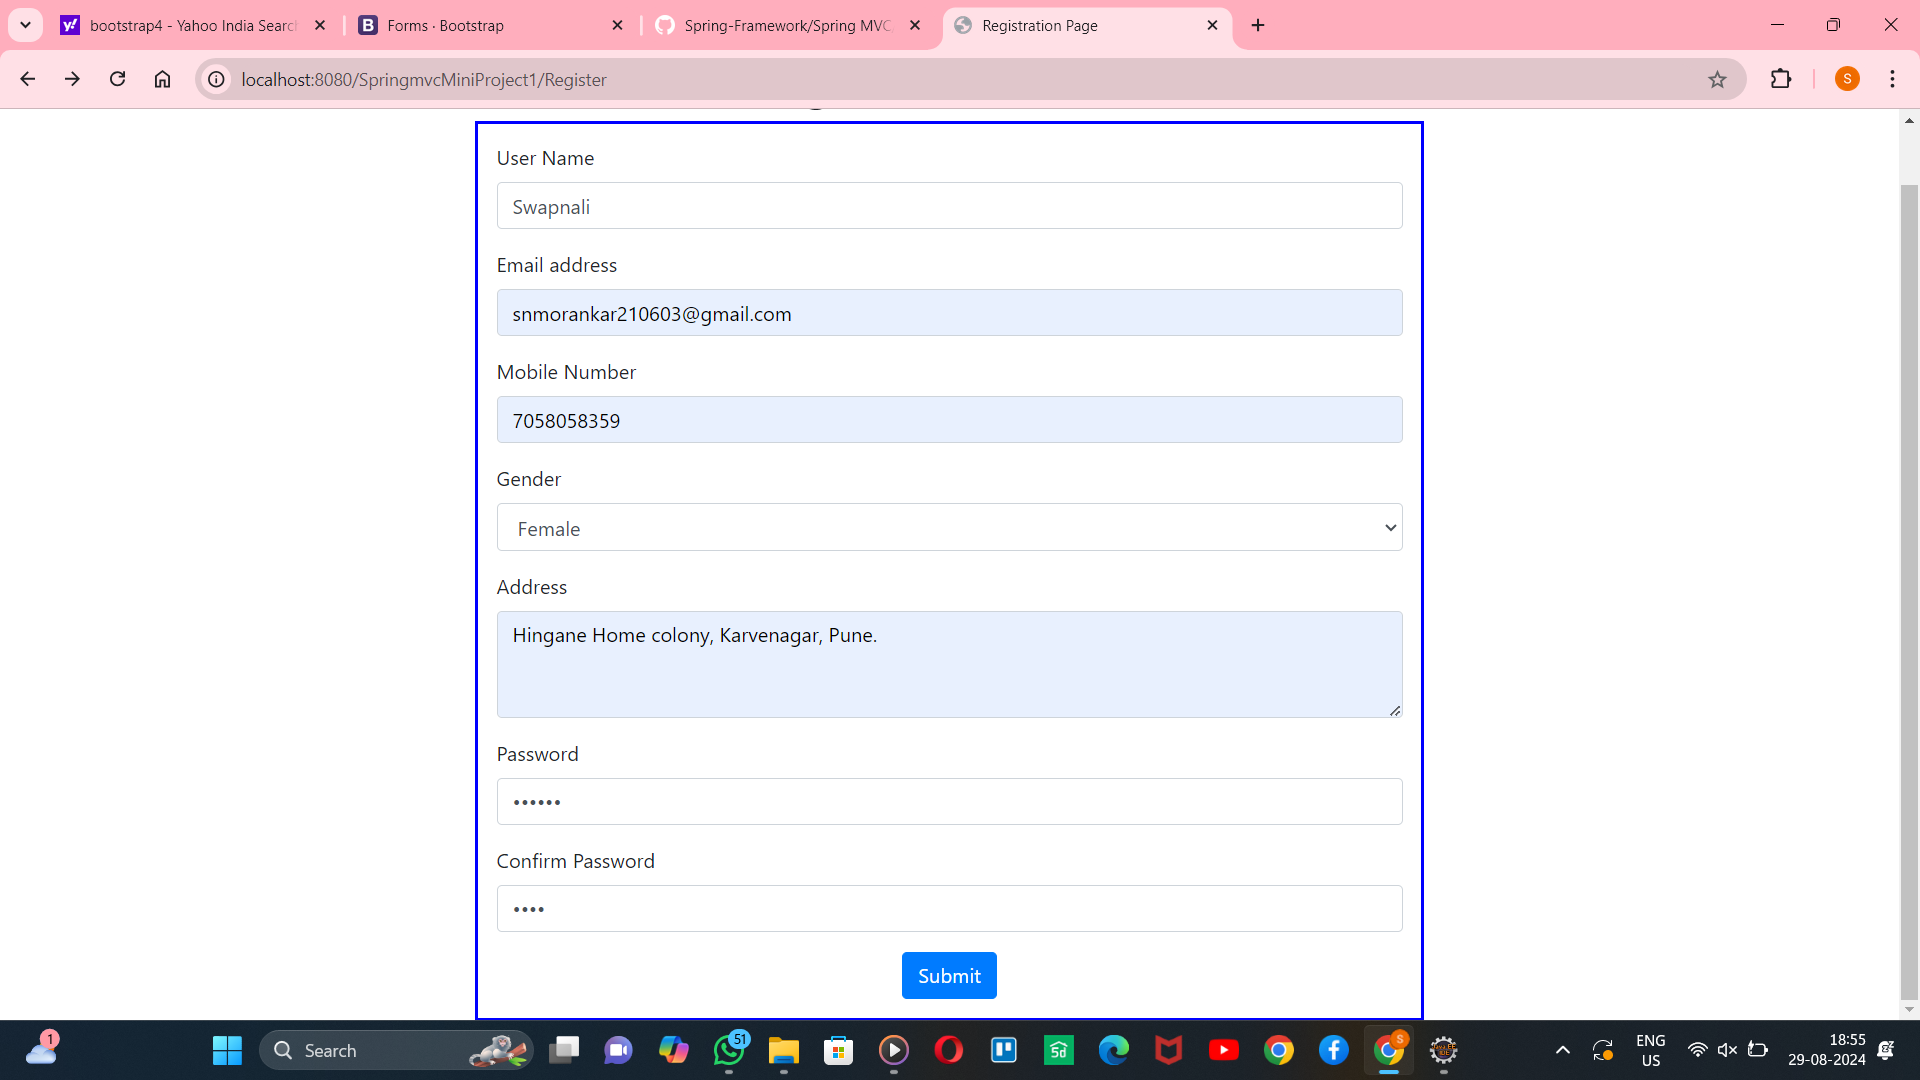 bootstrap4 - Yahoo India Search
Forms · Bootstrap
Spring-Framework/Spring MVC
Registration Page
localhost:8080/SpringmvcMiniProject1/Register
S
User Name
Swapnali
Email address
snmorankar210603@gmail.com
Mobile Number
7058058359
Gender
Female
Address
Hingane Home colony, Karvenagar, Pune.
Password
••••••
Confirm Password
••••
Submit
1
Search
51
S
ENG
US
18:55
29-08-2024